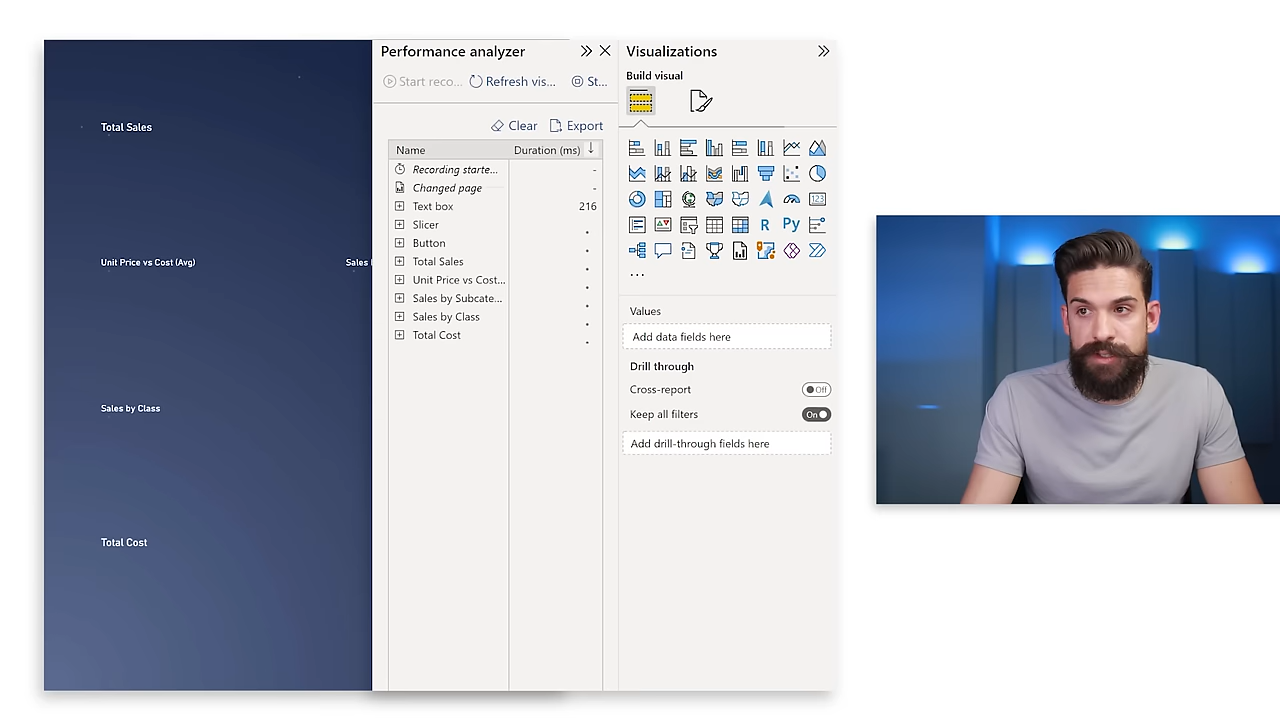 Total Sales
Unit Price vs Cost (Avg)
Sales
Sales by Class
Total Cost
Performance analyzer
Start reco...
Refresh vis...
St...
Clear
Export
Name
Duration (ms)
Recording starte...
-
Changed page
-
Text box
216
Slicer
Button
Total Sales
Unit Price vs Cost...
Sales by Subcate...
Sales by Class
Total Cost
Visualizations
Build visual
123
R
Py
...
Values
Add data fields here
Drill through
Cross-report
Off
Keep all filters
On
Add drill-through fields here